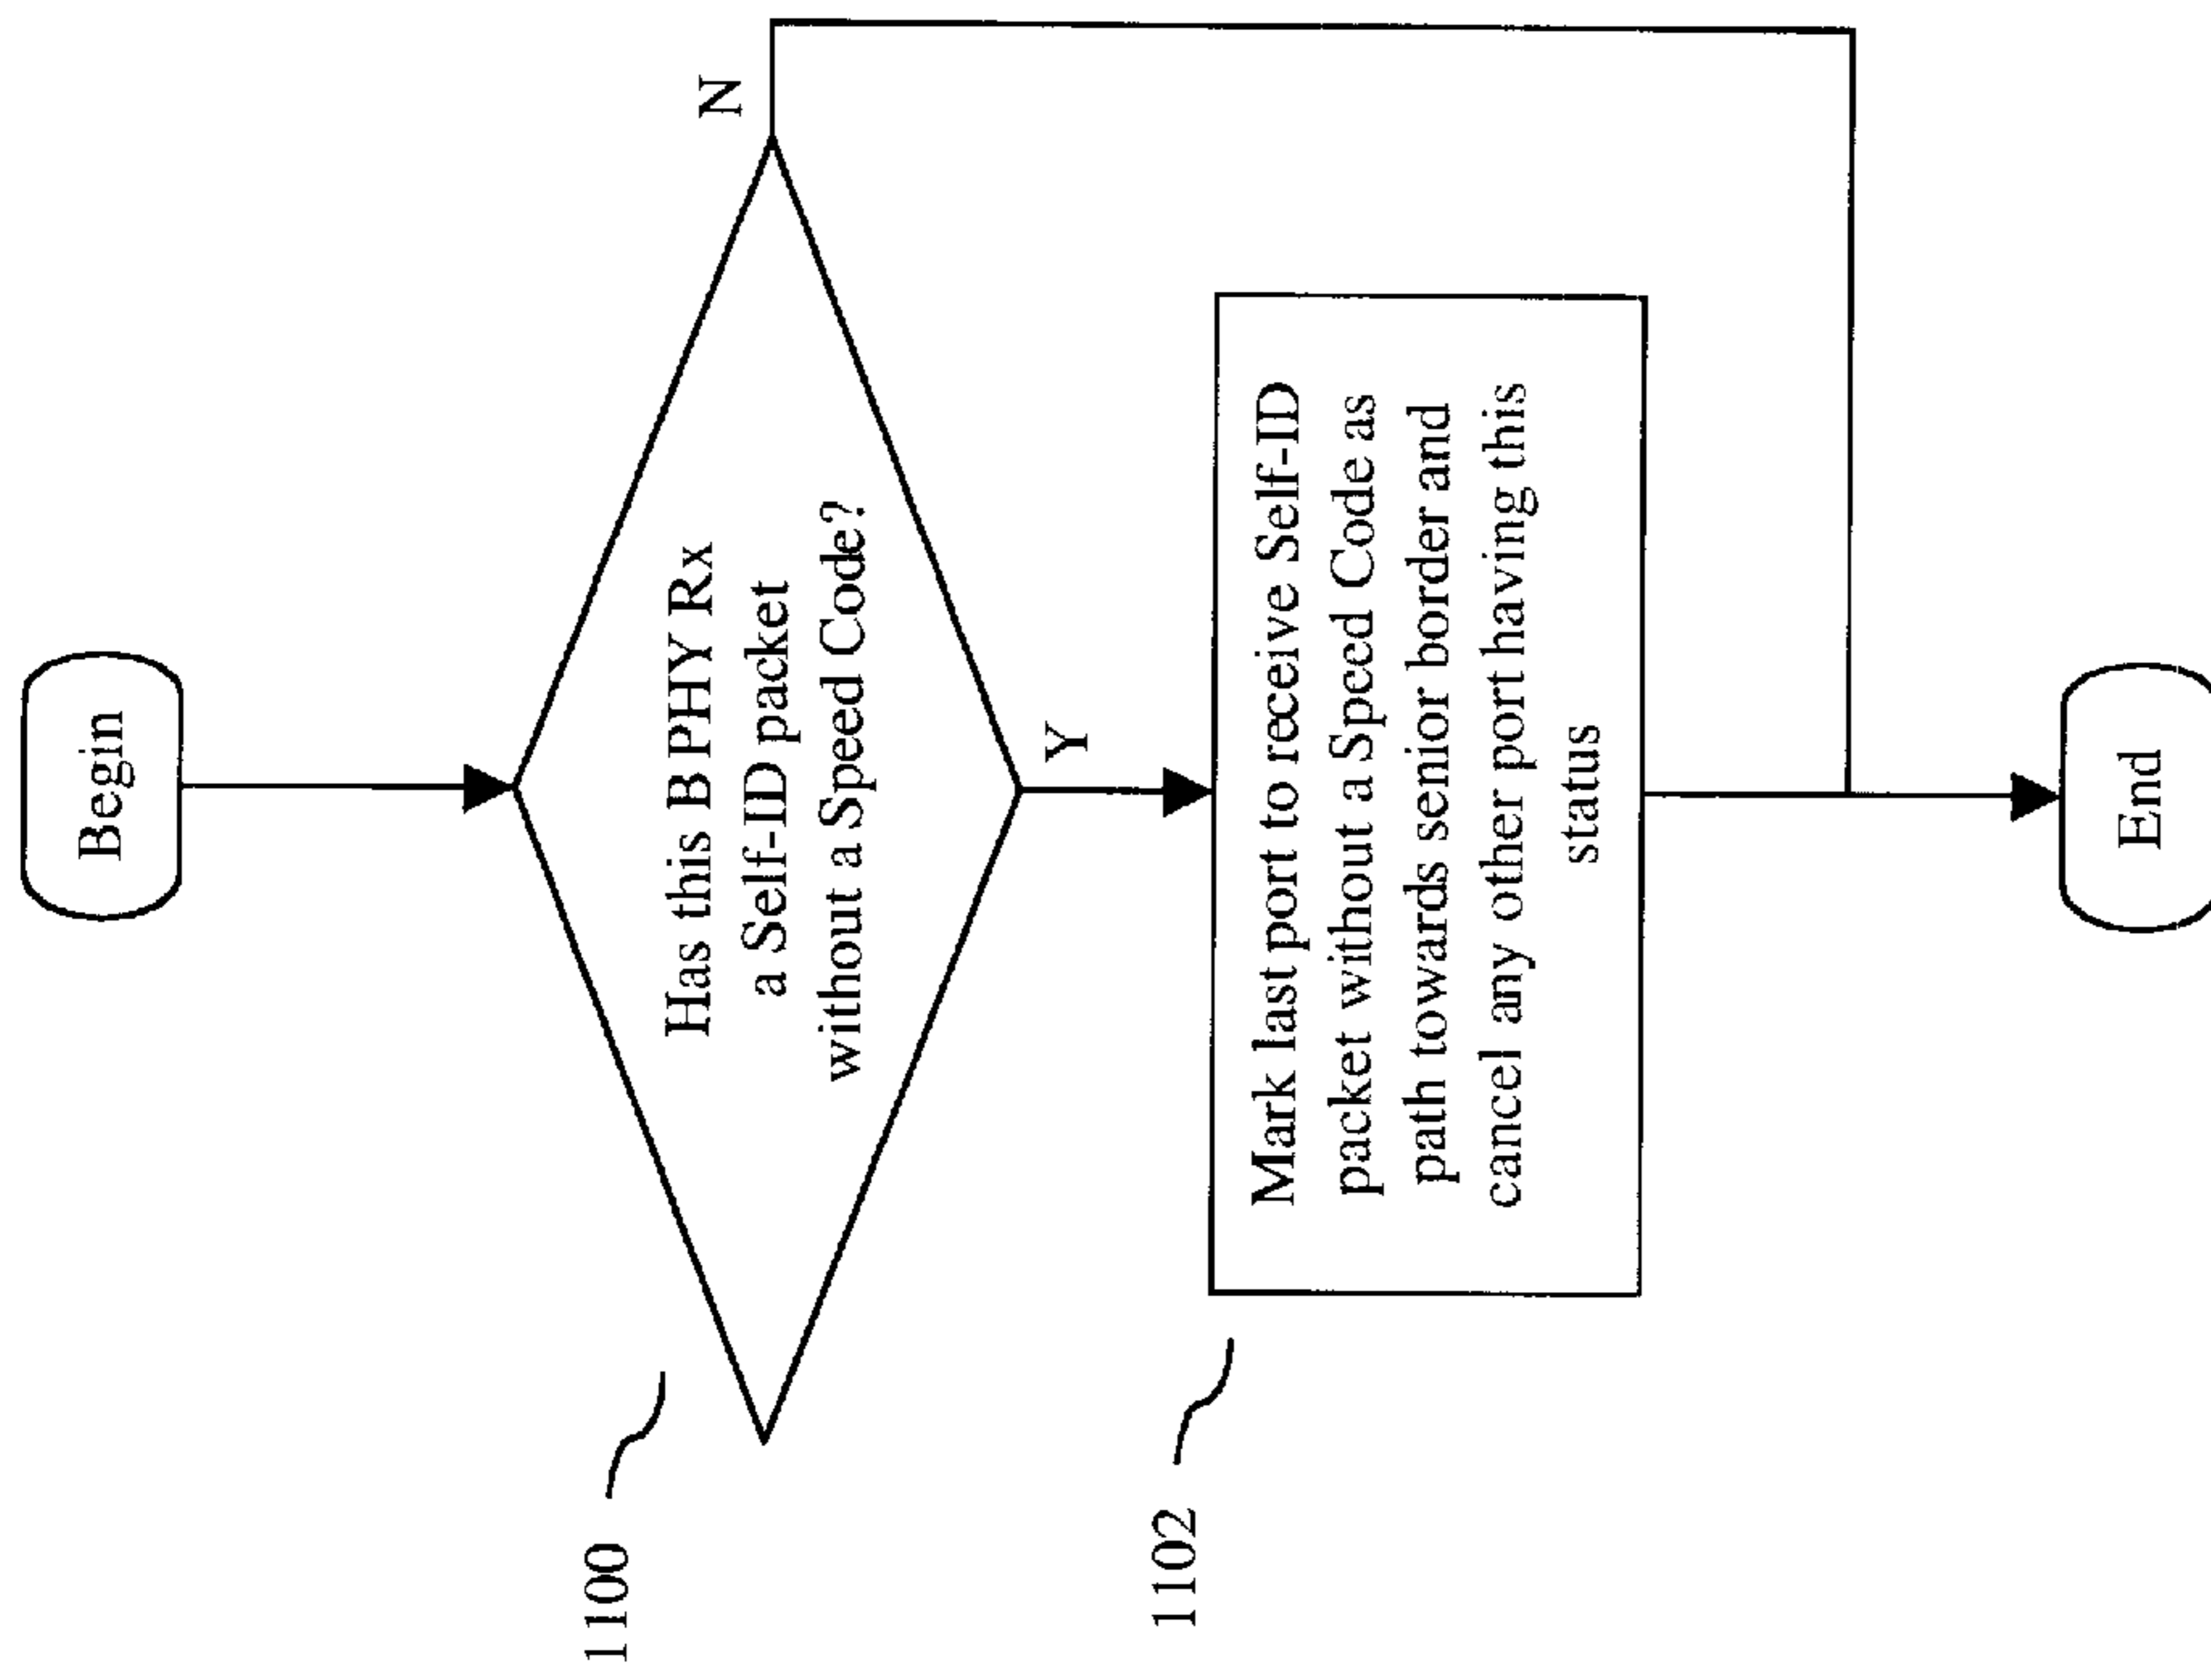 Begin
1100
Has this B PHY Rx
a Self-ID packet
without a Speed Code?
N
Y
1102
Mark last port to receive Self-ID
packet without a Speed Code as
path towards senior border and
cancel any other port having this
status
End